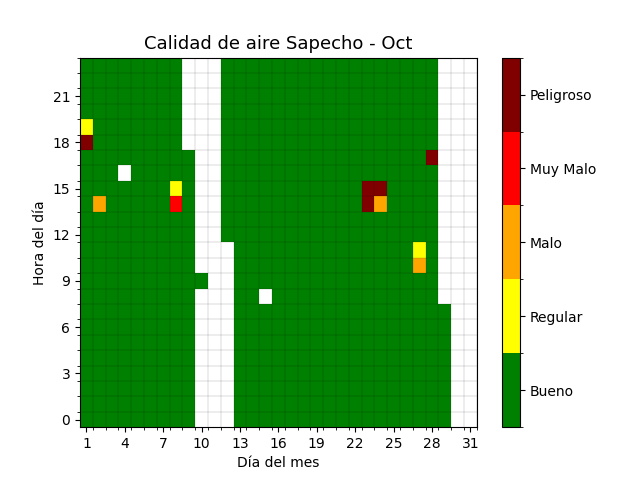 Calidad de aire Sapecho - Oct
Hora del día
21
18
15
12
9
6
3
0
1 4 7 10 13 16 19 22 25 28 31
Día del mes
Peligroso
Muy Malo
Malo
Regular
Bueno